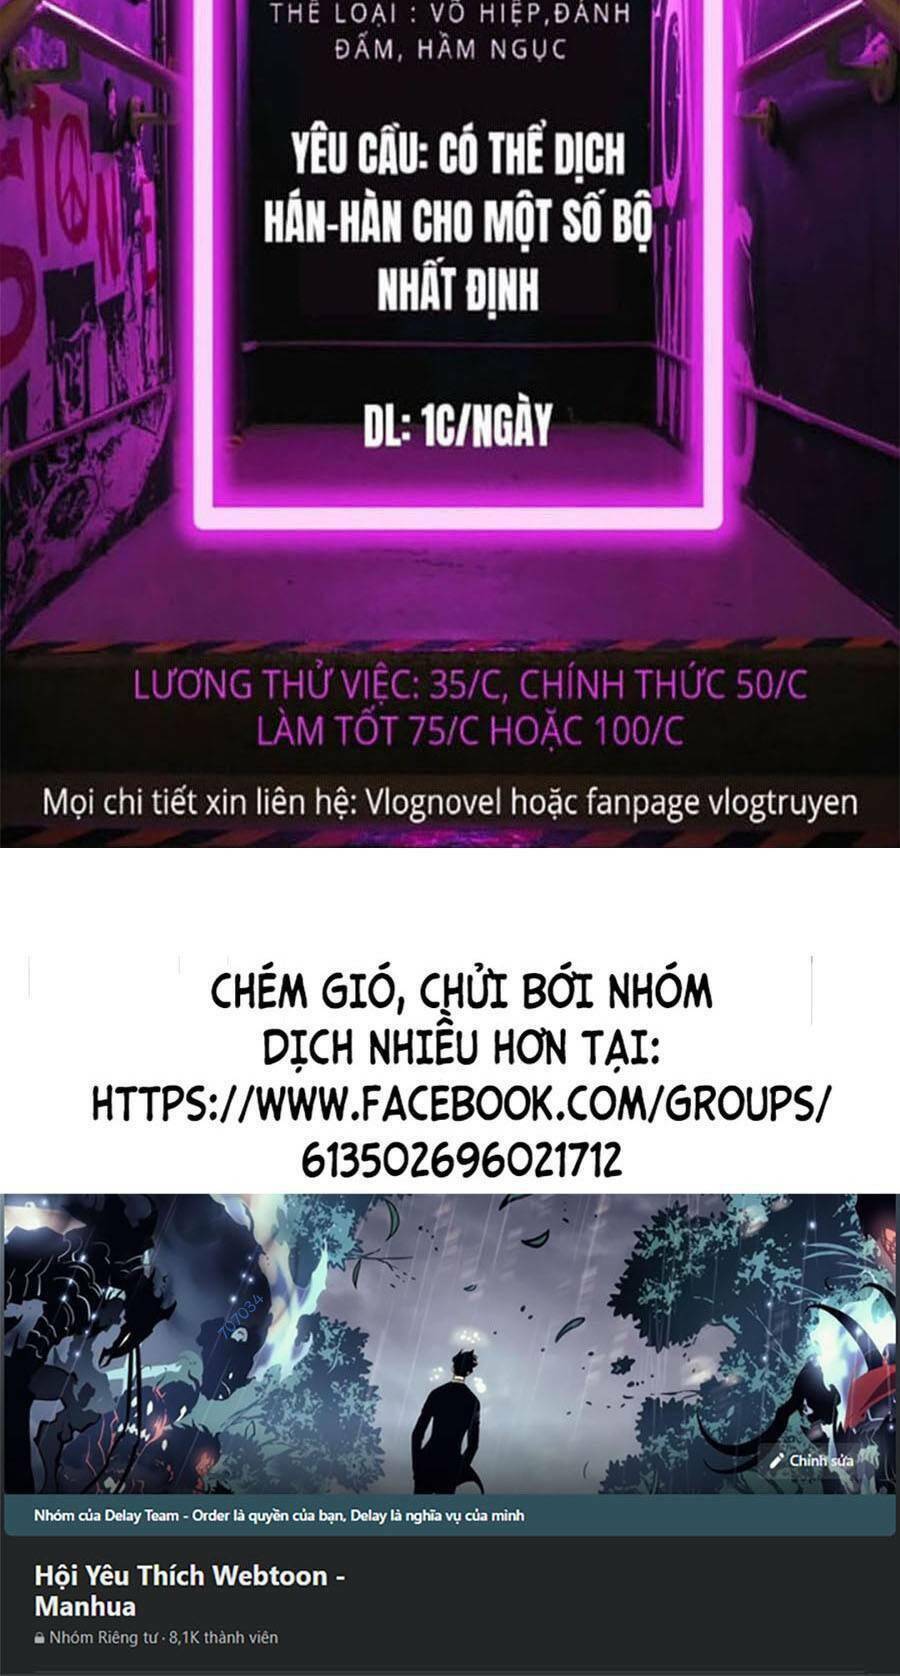 THỂ LOẠI : VÕ HIỆP,ĐÁNH
ĐẤM, HẦM NGỤC
YÊU CẦU: CÓ THỂ DỊCH
HÁN-HÀN CHO MỘT SỐ BỘ
NHẤT ĐỊNH
DL: 1C/NGÀY
LƯƠNG THỬ VIỆC: 35/C, CHÍNH THỨC 50/C
LÀM TỐT 75/C HOẶC 100/C
Mọi chi tiết xin liên hệ: Vlognovel hoặc fanpage vlogtruyen
CHÉM GIÓ, CHỬI BỚI NHÓM
DỊCH NHIỀU HƠN TẠI:
HTTPS://WWW.FACEBOOK.COM/GROUPS/
613502696021712
707034
Chỉnh sửa
Nhóm của Delay Team - Order là quyền của bạn, Delay là nghĩa vụ của mình
Hội Yêu Thích Webtoon -
Manhua
Nhóm Riêng tư · 8,1K thành viên